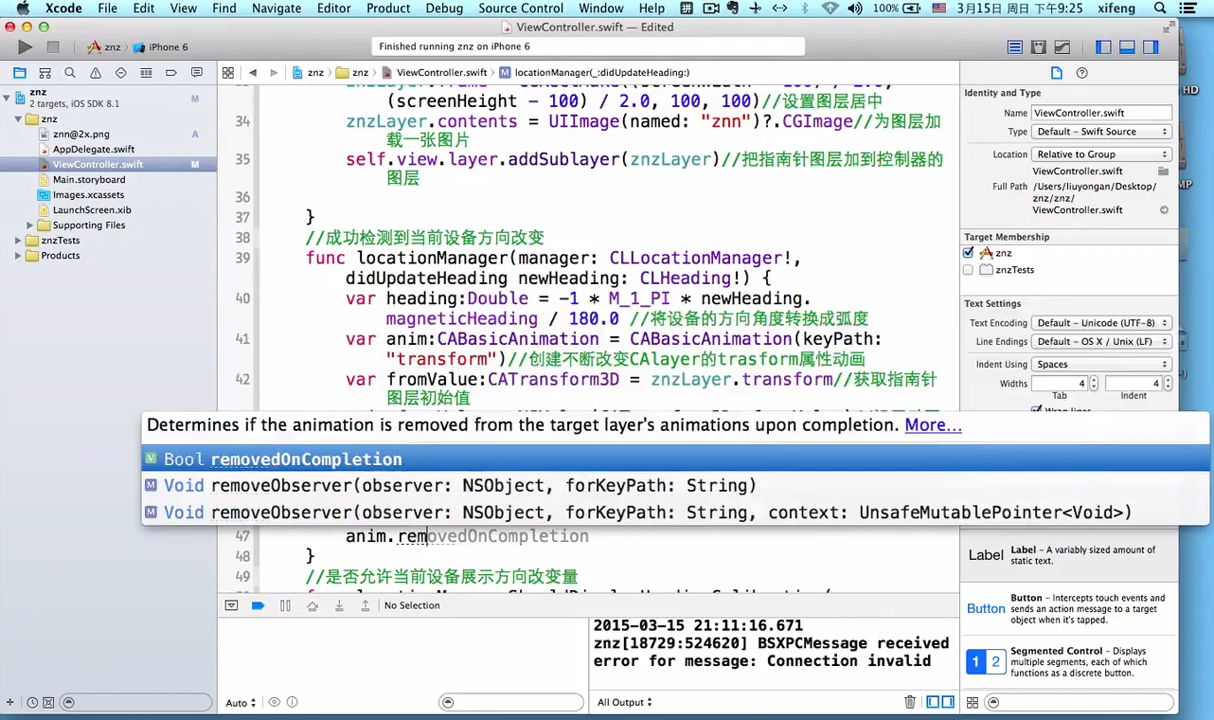 Xcode File Edit View Find Navigate Editor Product Debug Source Control Window Help 100% 3月15日 周日 下午9:25 xifeng
ViewController.swift — Edited
znz 〉 iPhone 6
Finished running znz on iPhone 6
znz 〉 znz 〉 ViewController.swift 〉 locationManager(_:didUpdateHeading:)
znz
2 targets, iOS SDK 8.1
M
znz
znn@2x.png
A
AppDelegate.swift
ViewController.swift
M
Main.storyboard
Images.xcassets
LaunchScreen.xib
Supporting Files
znzTests
Products
(screenHeight - 100) / 2.0, 100, 100)//设置图层居中
34 znzLayer.contents = UIImage(named: "znn")?.CGImage//为图层加
载一张图片
35 self.view.layer.addSublayer(znzLayer)//把指南针图层加到控制器的
图层
36
37 }
38 //成功检测到当前设备方向改变
39 func locationManager(manager: CLLocationManager!,
didUpdateHeading newHeading: CLHeading!) {
40 var heading:Double = -1 * M_1_PI * newHeading.
magneticHeading / 180.0 //将设备的方向角度转换成弧度
41 var anim:CABasicAnimation = CABasicAnimation(keyPath:
"transform")//创建不断改变CAlayer的trasform属性动画
42 var fromValue:CATransform3D = znzLayer.transform//获取指南针
图层初始值
Determines if the animation is removed from the target layer's animations upon completion. More...
V Bool removedOnCompletion
M Void removeObserver(observer: NSObject, forKeyPath: String)
M Void removeObserver(observer: NSObject, forKeyPath: String, context: UnsafeMutablePointer<Void>)
47 anim.removedOnCompletion
48 }
49 //是否允许当前设备展示方向改变量
No Selection
2015-03-15 21:11:16.671
znz[18729:524620] BSXPCMessage received
error for message: Connection invalid
Auto
All Output
Identity and Type
Name ViewController.swift
Type Default - Swift Source
Location Relative to Group
ViewController.swift
Full Path /Users/liuyongan/Desktop/
znz/znz/
ViewController.swift
Target Membership
znz
znzTests
Text Settings
Text Encoding Default - Unicode (UTF-8)
Line Endings Default - OS X / Unix (LF)
Indent Using Spaces
Widths 4 4
Tab Indent
Wrap lines
Label
Label - A variably sized amount of
static text.
Button
Button - Intercepts touch events and
sends an action message to a target
object when it's tapped.
1 2
Segmented Control - Displays
multiple segments, each of which
functions as a discrete button.
HD
MP